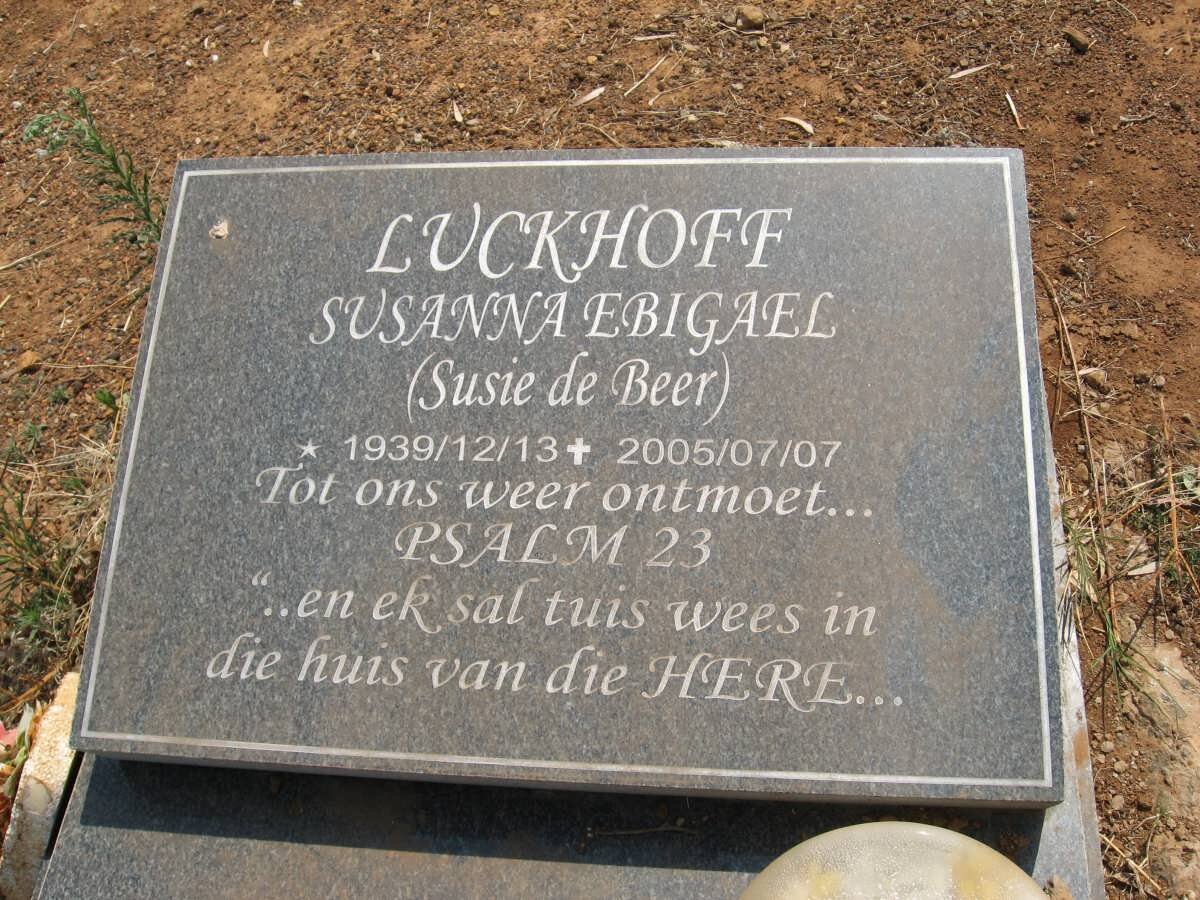 LUCKHOFF
SUSANNA EBIGAEL
(Susie de Beer)
★ 1939/12/13 ✝ 2005/07/07
Tot ons weer ontmoet...
PSALM 23
“..en ek sal tuis wees in
die huis van die HERE...